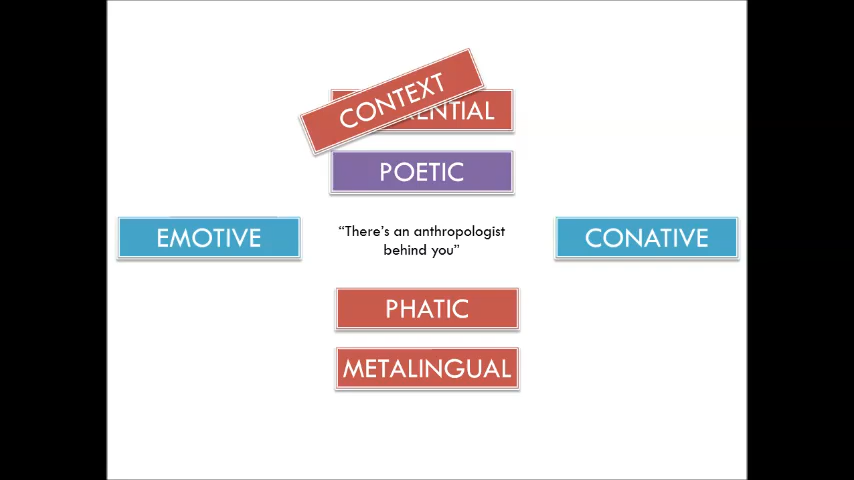 CONTEXT
POETIC
EMOTIVE
“There’s an anthropologist
behind you”
CONATIVE
PHATIC
METALINGUAL